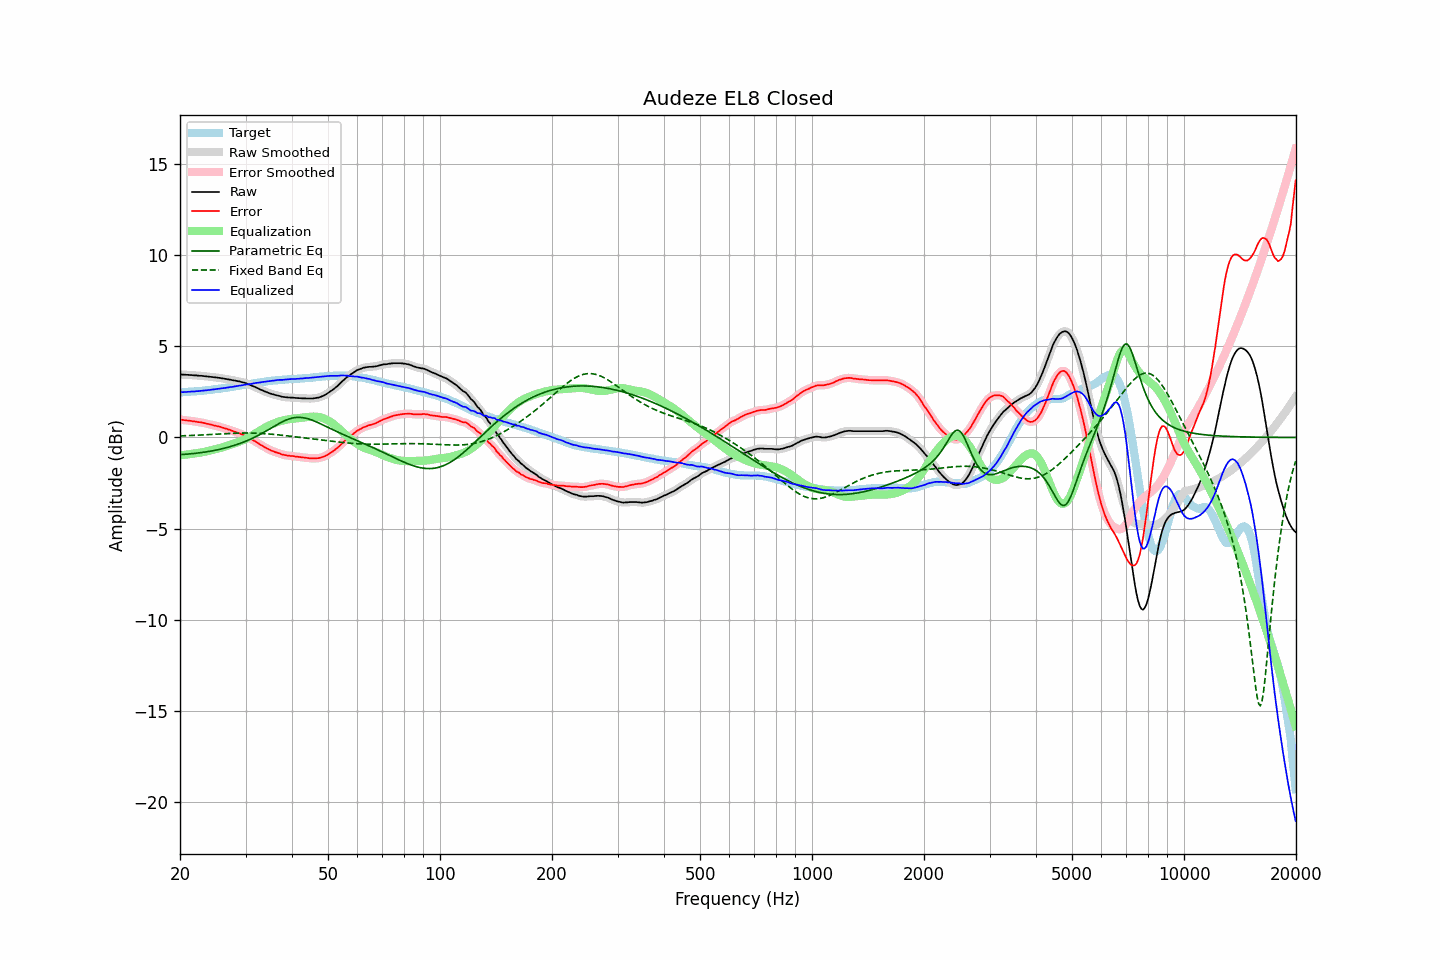 Audeze EL8 Closed
Target
Raw Smoothed
Error Smoothed
Raw
Error
Equalization
Parametric Eq
Fixed Band Eq
Equalized
Amplitude (dBr)
15
10
5
0
−5
−10
−15
−20
20
50
100
200
500
1000
2000
5000
10000
20000
Frequency (Hz)